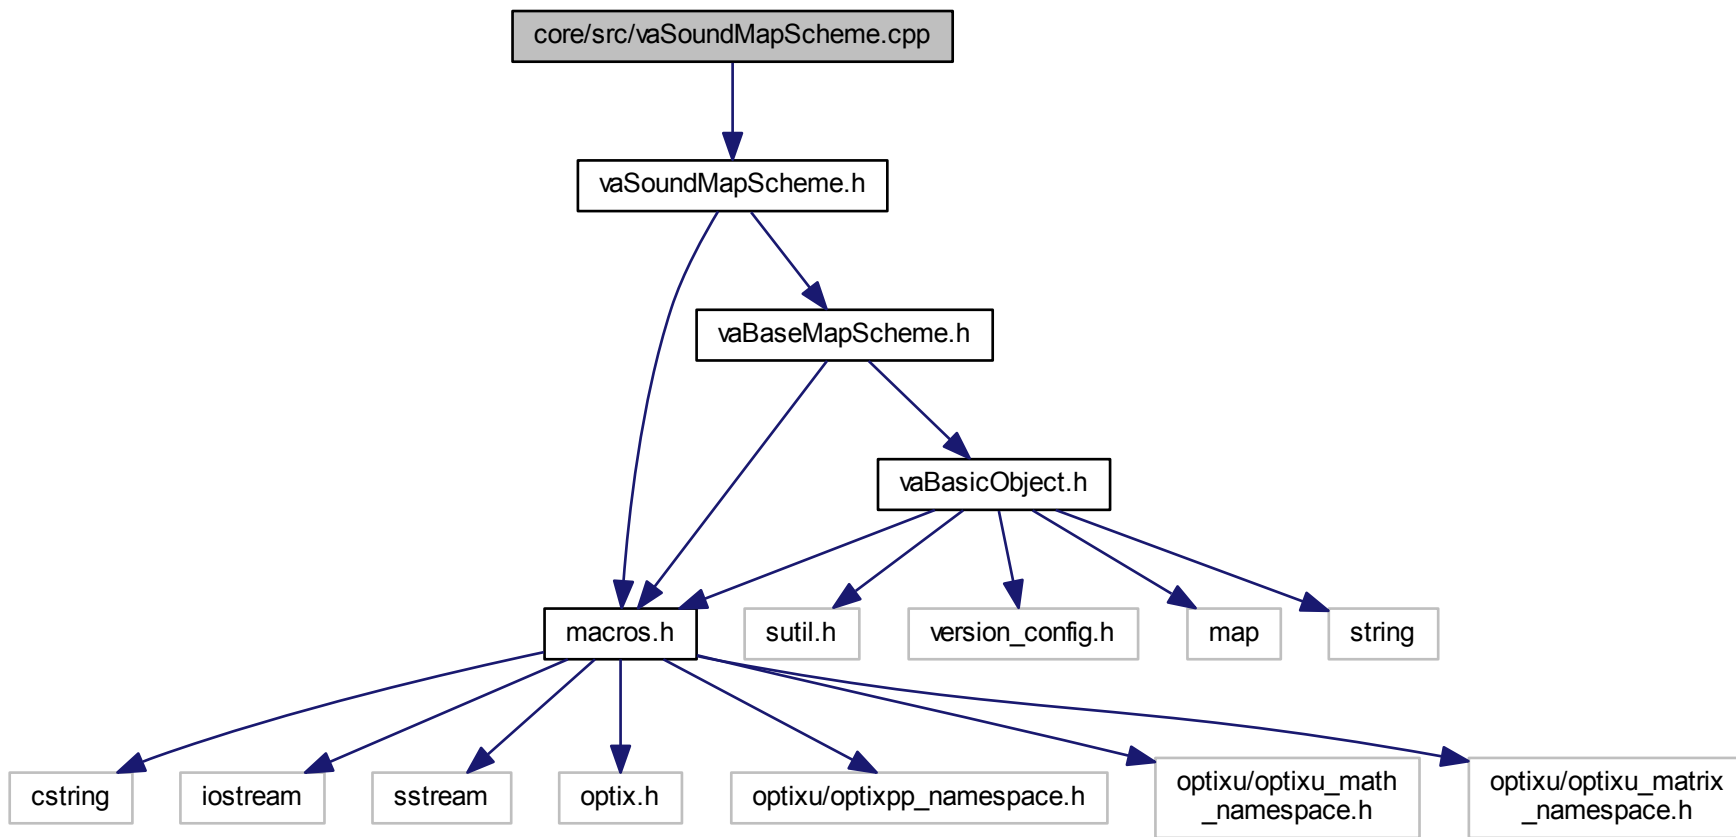 core/src/vaSoundMapScheme.cpp
vaSoundMapScheme.h
vaBaseMapScheme.h
vaBasicObject.h
macros.h
sutil.h
version_config.h
map
string
cstring
iostream
sstream
optix.h
optixu/optixpp_namespace.h
optixu/optixu_math
_namespace.h
optixu/optixu_matrix
_namespace.h